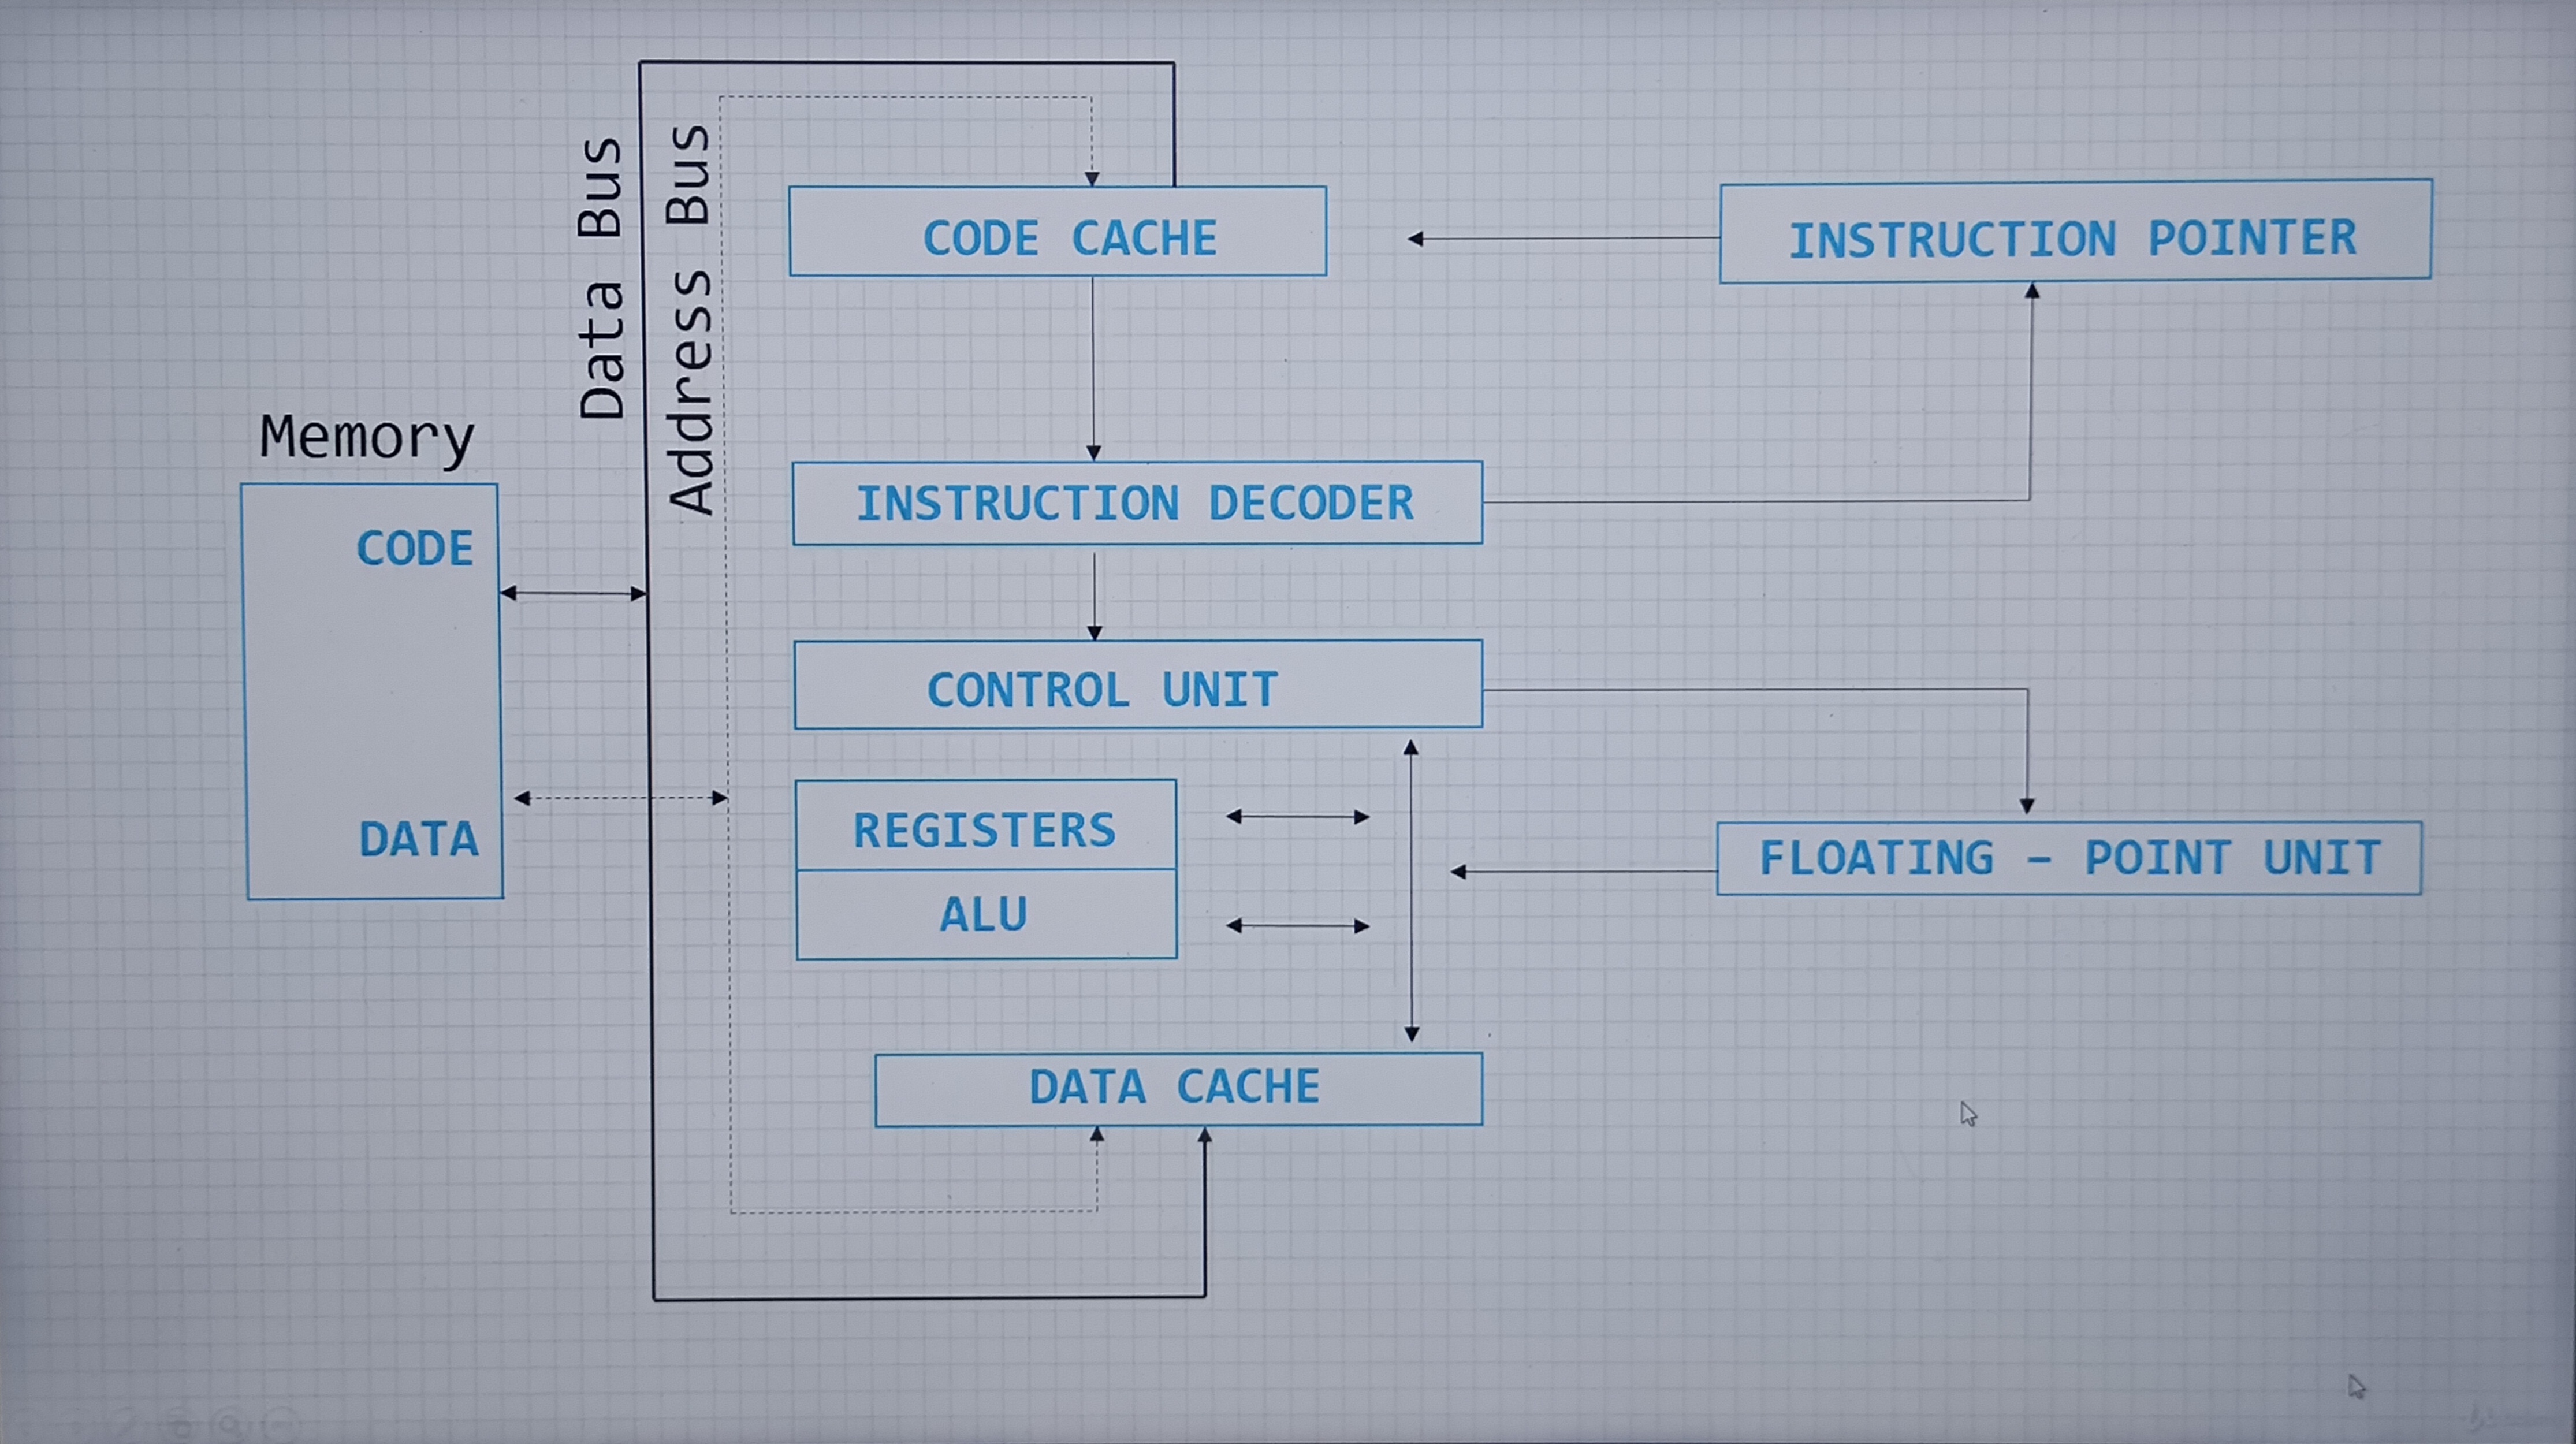 Data Bus
Address Bus
CODE CACHE
INSTRUCTION POINTER
Memory
CODE
DATA
INSTRUCTION DECODER
CONTROL UNIT
REGISTERS
ALU
FLOATING – POINT UNIT
DATA CACHE